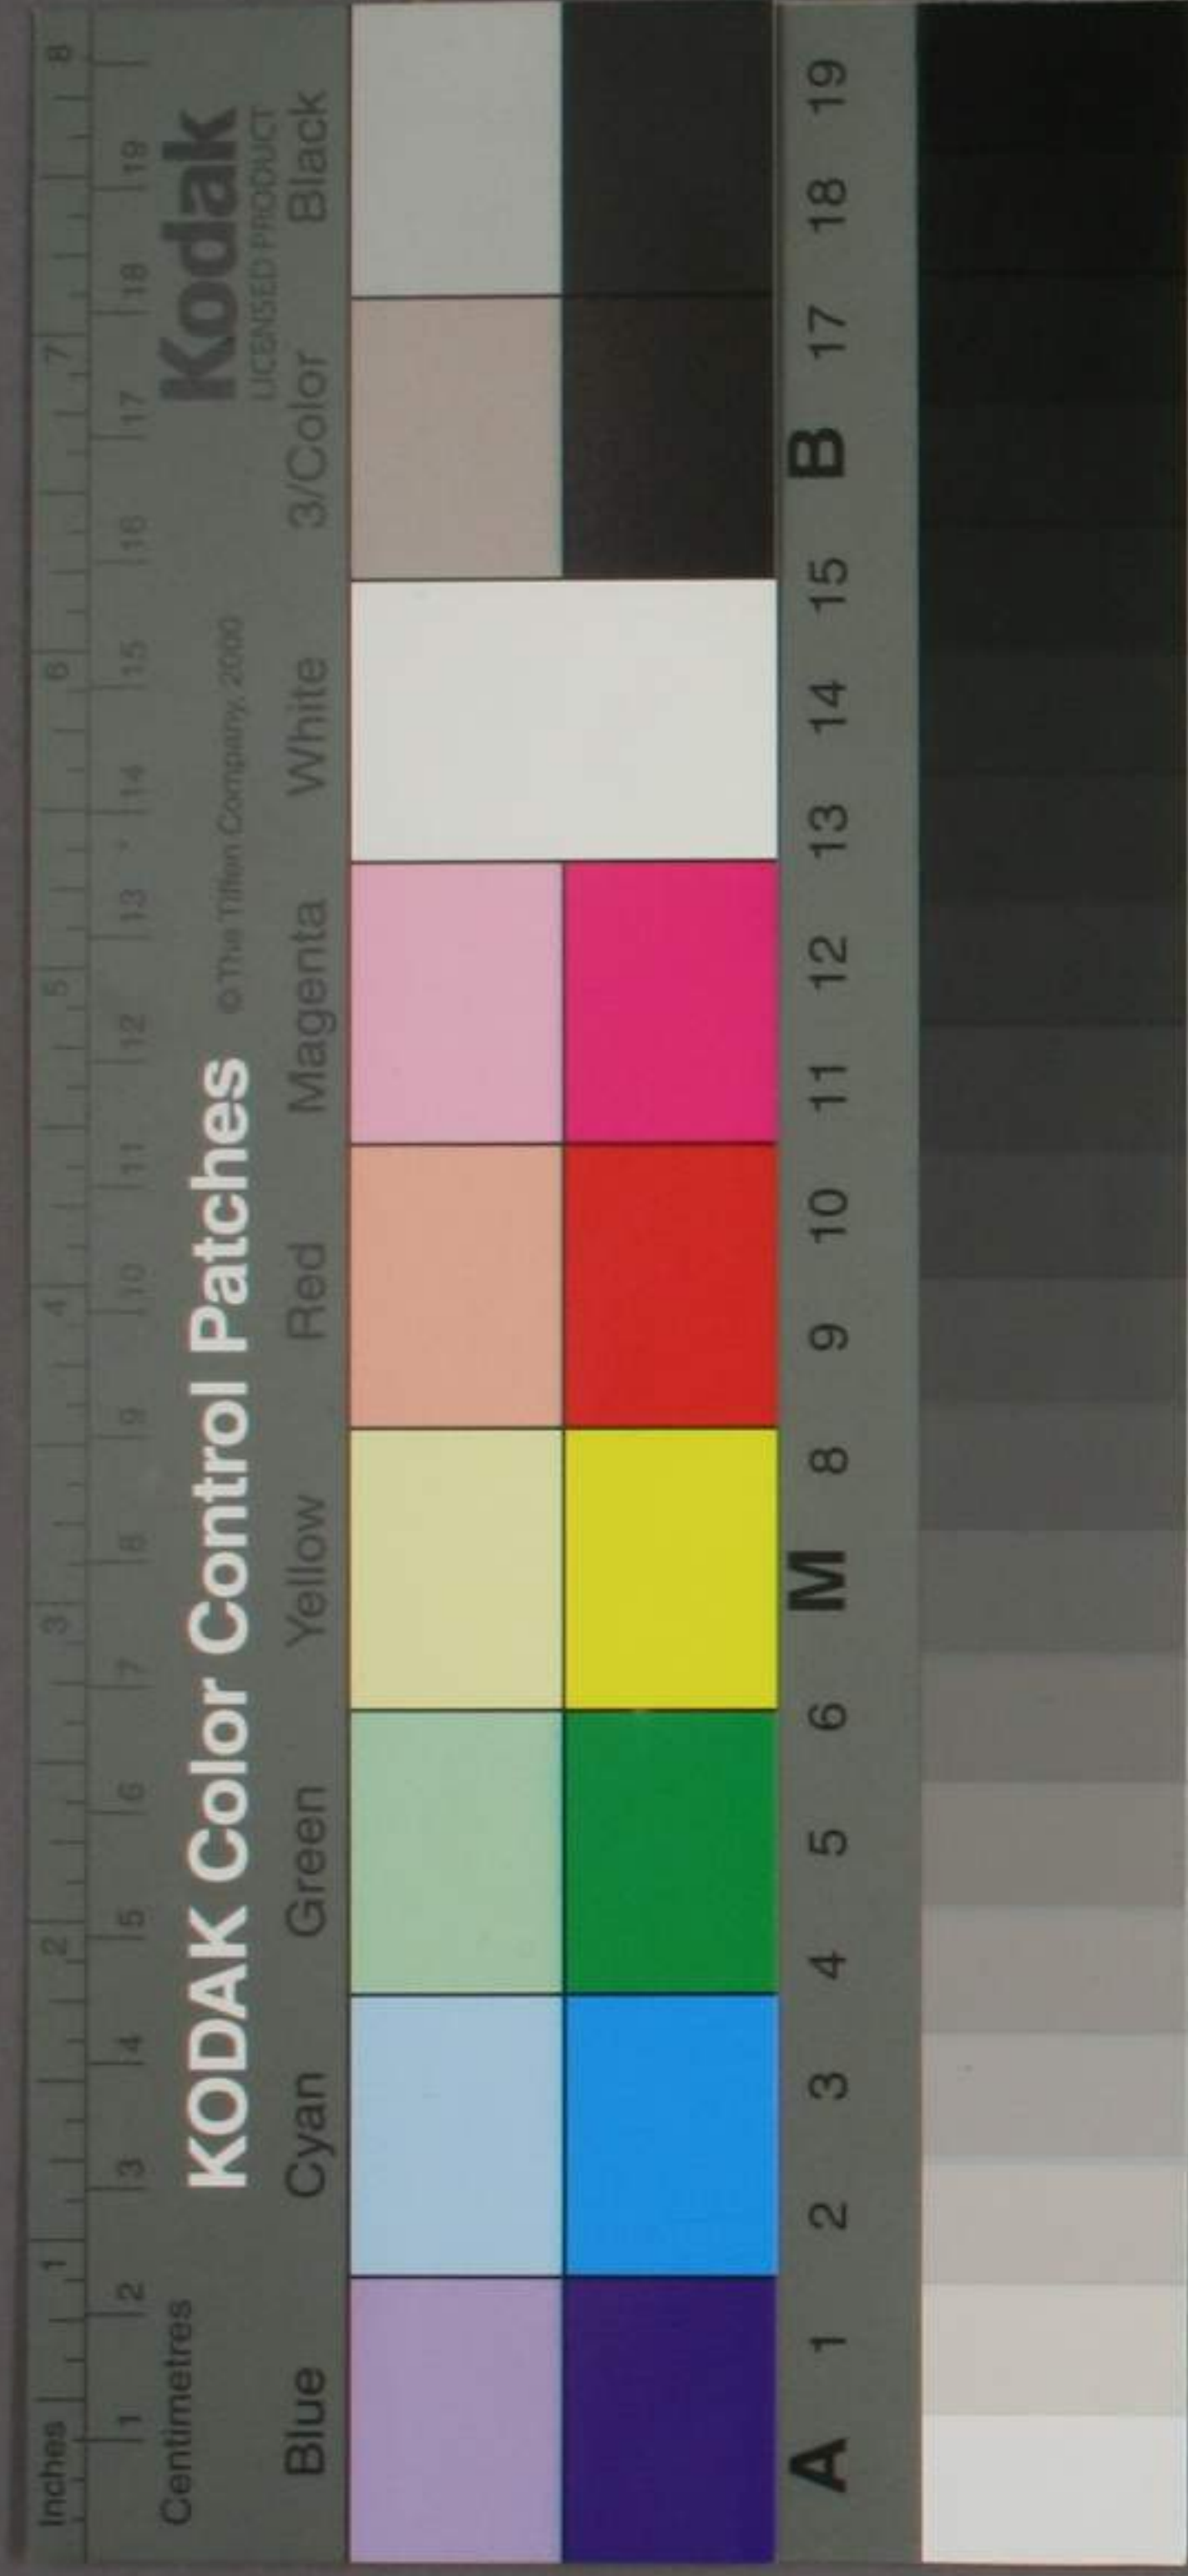 Inches 1 2 3 4 5 6 7 8
Centimetres 1 2 3 4 5 6 7 8 9 10 11 12 13 14 15 16 17 18 19
KODAK Color Control Patches © The Tiffen Company, 2000 Kodak
LICENSED PRODUCT
Blue Cyan Green Yellow Red Magenta White 3/Color Black
A 1 2 3 4 5 6 M 8 9 10 11 12 13 14 15 B 17 18 19